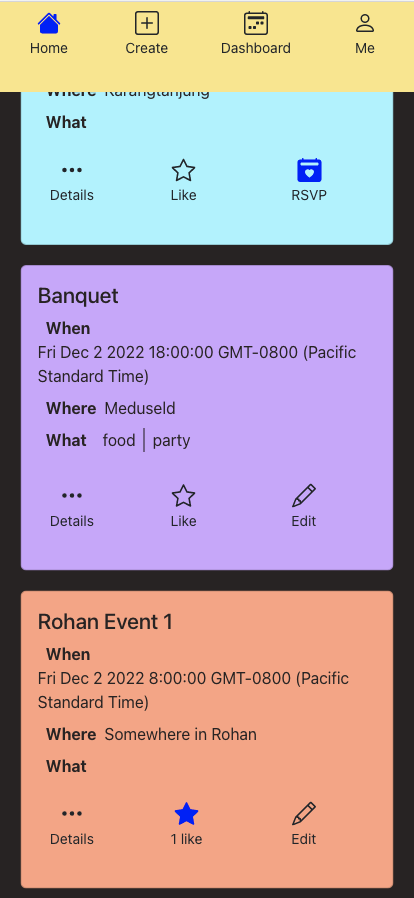 Home Create Dashboard Me
Where Karangtanjung
What
Details Like RSVP
Banquet
When
Fri Dec 2 2022 18:00:00 GMT-0800 (Pacific
Standard Time)
Where Meduseld
What food | party
Details Like Edit
Rohan Event 1
When
Fri Dec 2 2022 8:00:00 GMT-0800 (Pacific
Standard Time)
Where Somewhere in Rohan
What
Details 1 like Edit